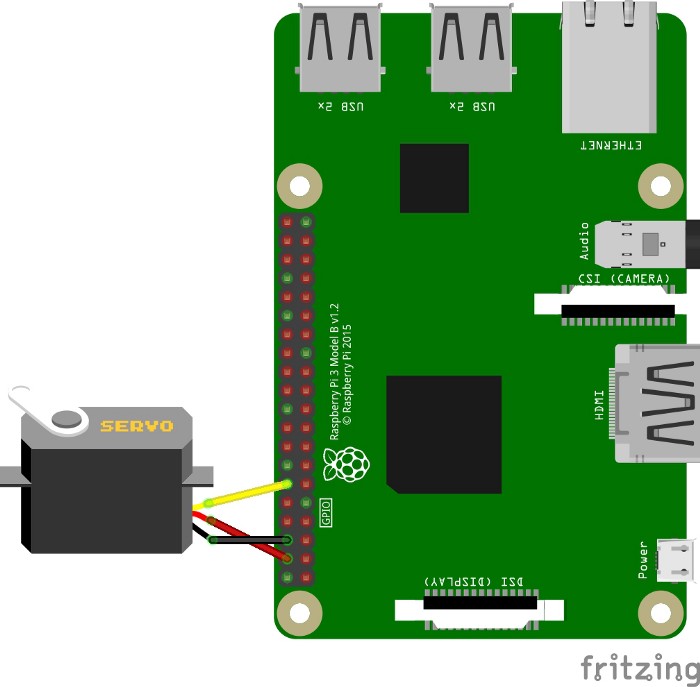 USB 2x
USB 2x
ETHERNET
Audio
CSI (CAMERA)
Raspberry Pi 3 Model B v1.2
© Raspberry Pi 2015
HDMI
SERVO
GPIO
Power
DSI (DISPLAY)
fritzing